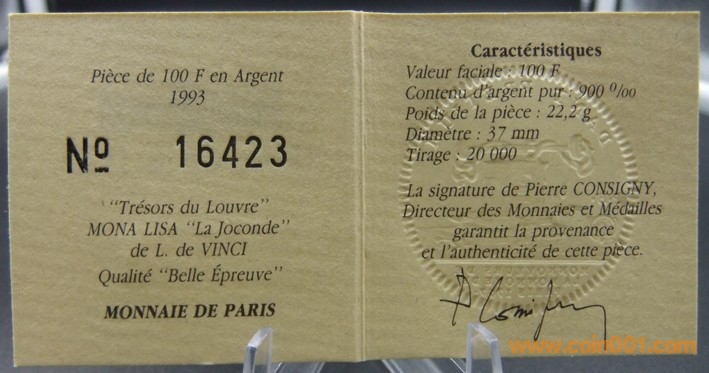 Pièce de 100 F en Argent
1993
Nº 16423
"Trésors du Louvre"
MONA LISA "La Joconde"
de L. de VINCI
Qualité "Belle Épreuve"
MONNAIE DE PARIS
Caractéristiques
Valeur faciale : 100 F
Contenu d'argent pur : 900 º/oo
Poids de la pièce : 22,2 g
Diamètre : 37 mm
Tirage : 20 000
La signature de Pierre CONSIGNY,
Directeur des Monnaies et Médailles
garantit la provenance
et l'authenticité de cette pièce.
www.coin001.com